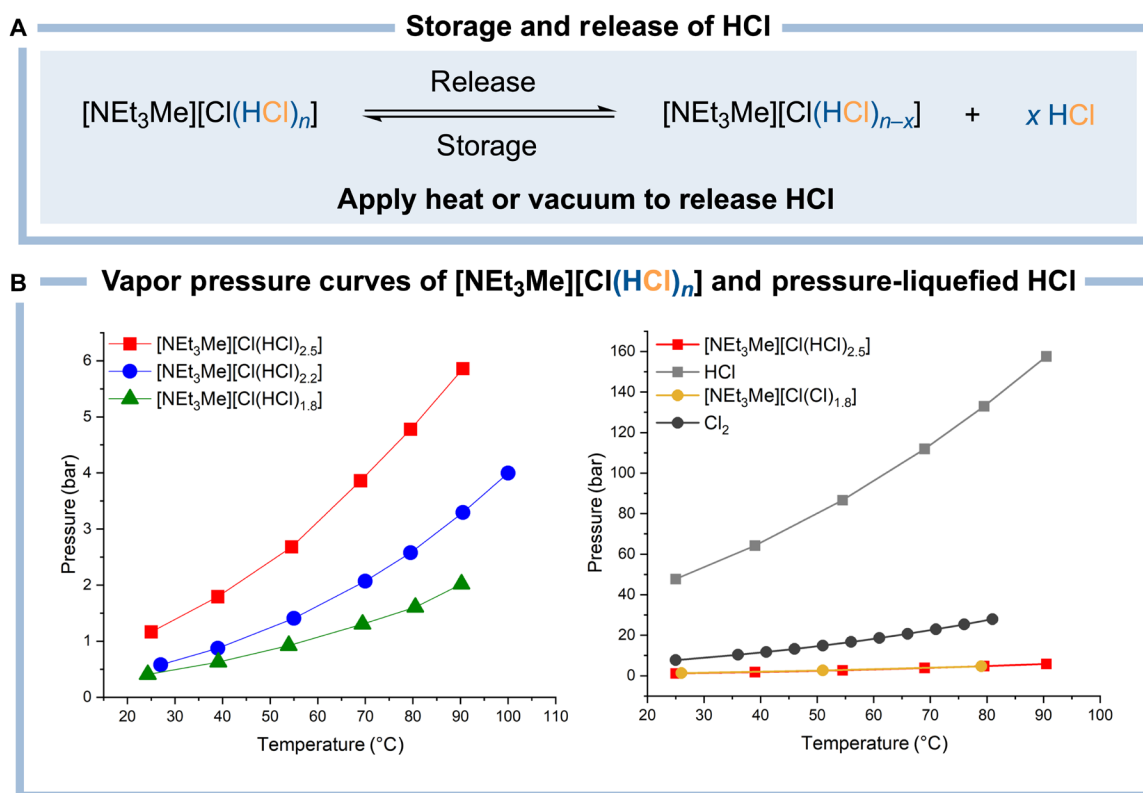 A
Storage and release of HCl
Release
[NEt₃Me][Cl(HCl)ₙ]
[NEt₃Me][Cl(HCl)ₙ₋ₓ] + x HCl
Storage
Apply heat or vacuum to release HCl
B
Vapor pressure curves of [NEt₃Me][Cl(HCl)ₙ] and pressure-liquefied HCl
[NEt₃Me][Cl(HCl)₂.₅]
[NEt₃Me][Cl(HCl)₂.₂]
[NEt₃Me][Cl(HCl)₁.₈]
Pressure (bar)
6
5
4
3
2
1
0
20 30 40 50 60 70 80 90 100 110
Temperature (°C)
[NEt₃Me][Cl(HCl)₂.₅]
HCl
[NEt₃Me][Cl(Cl)₁.₈]
Cl₂
Pressure (bar)
160
140
120
100
80
60
40
20
0
20 30 40 50 60 70 80 90 100
Temperature (°C)